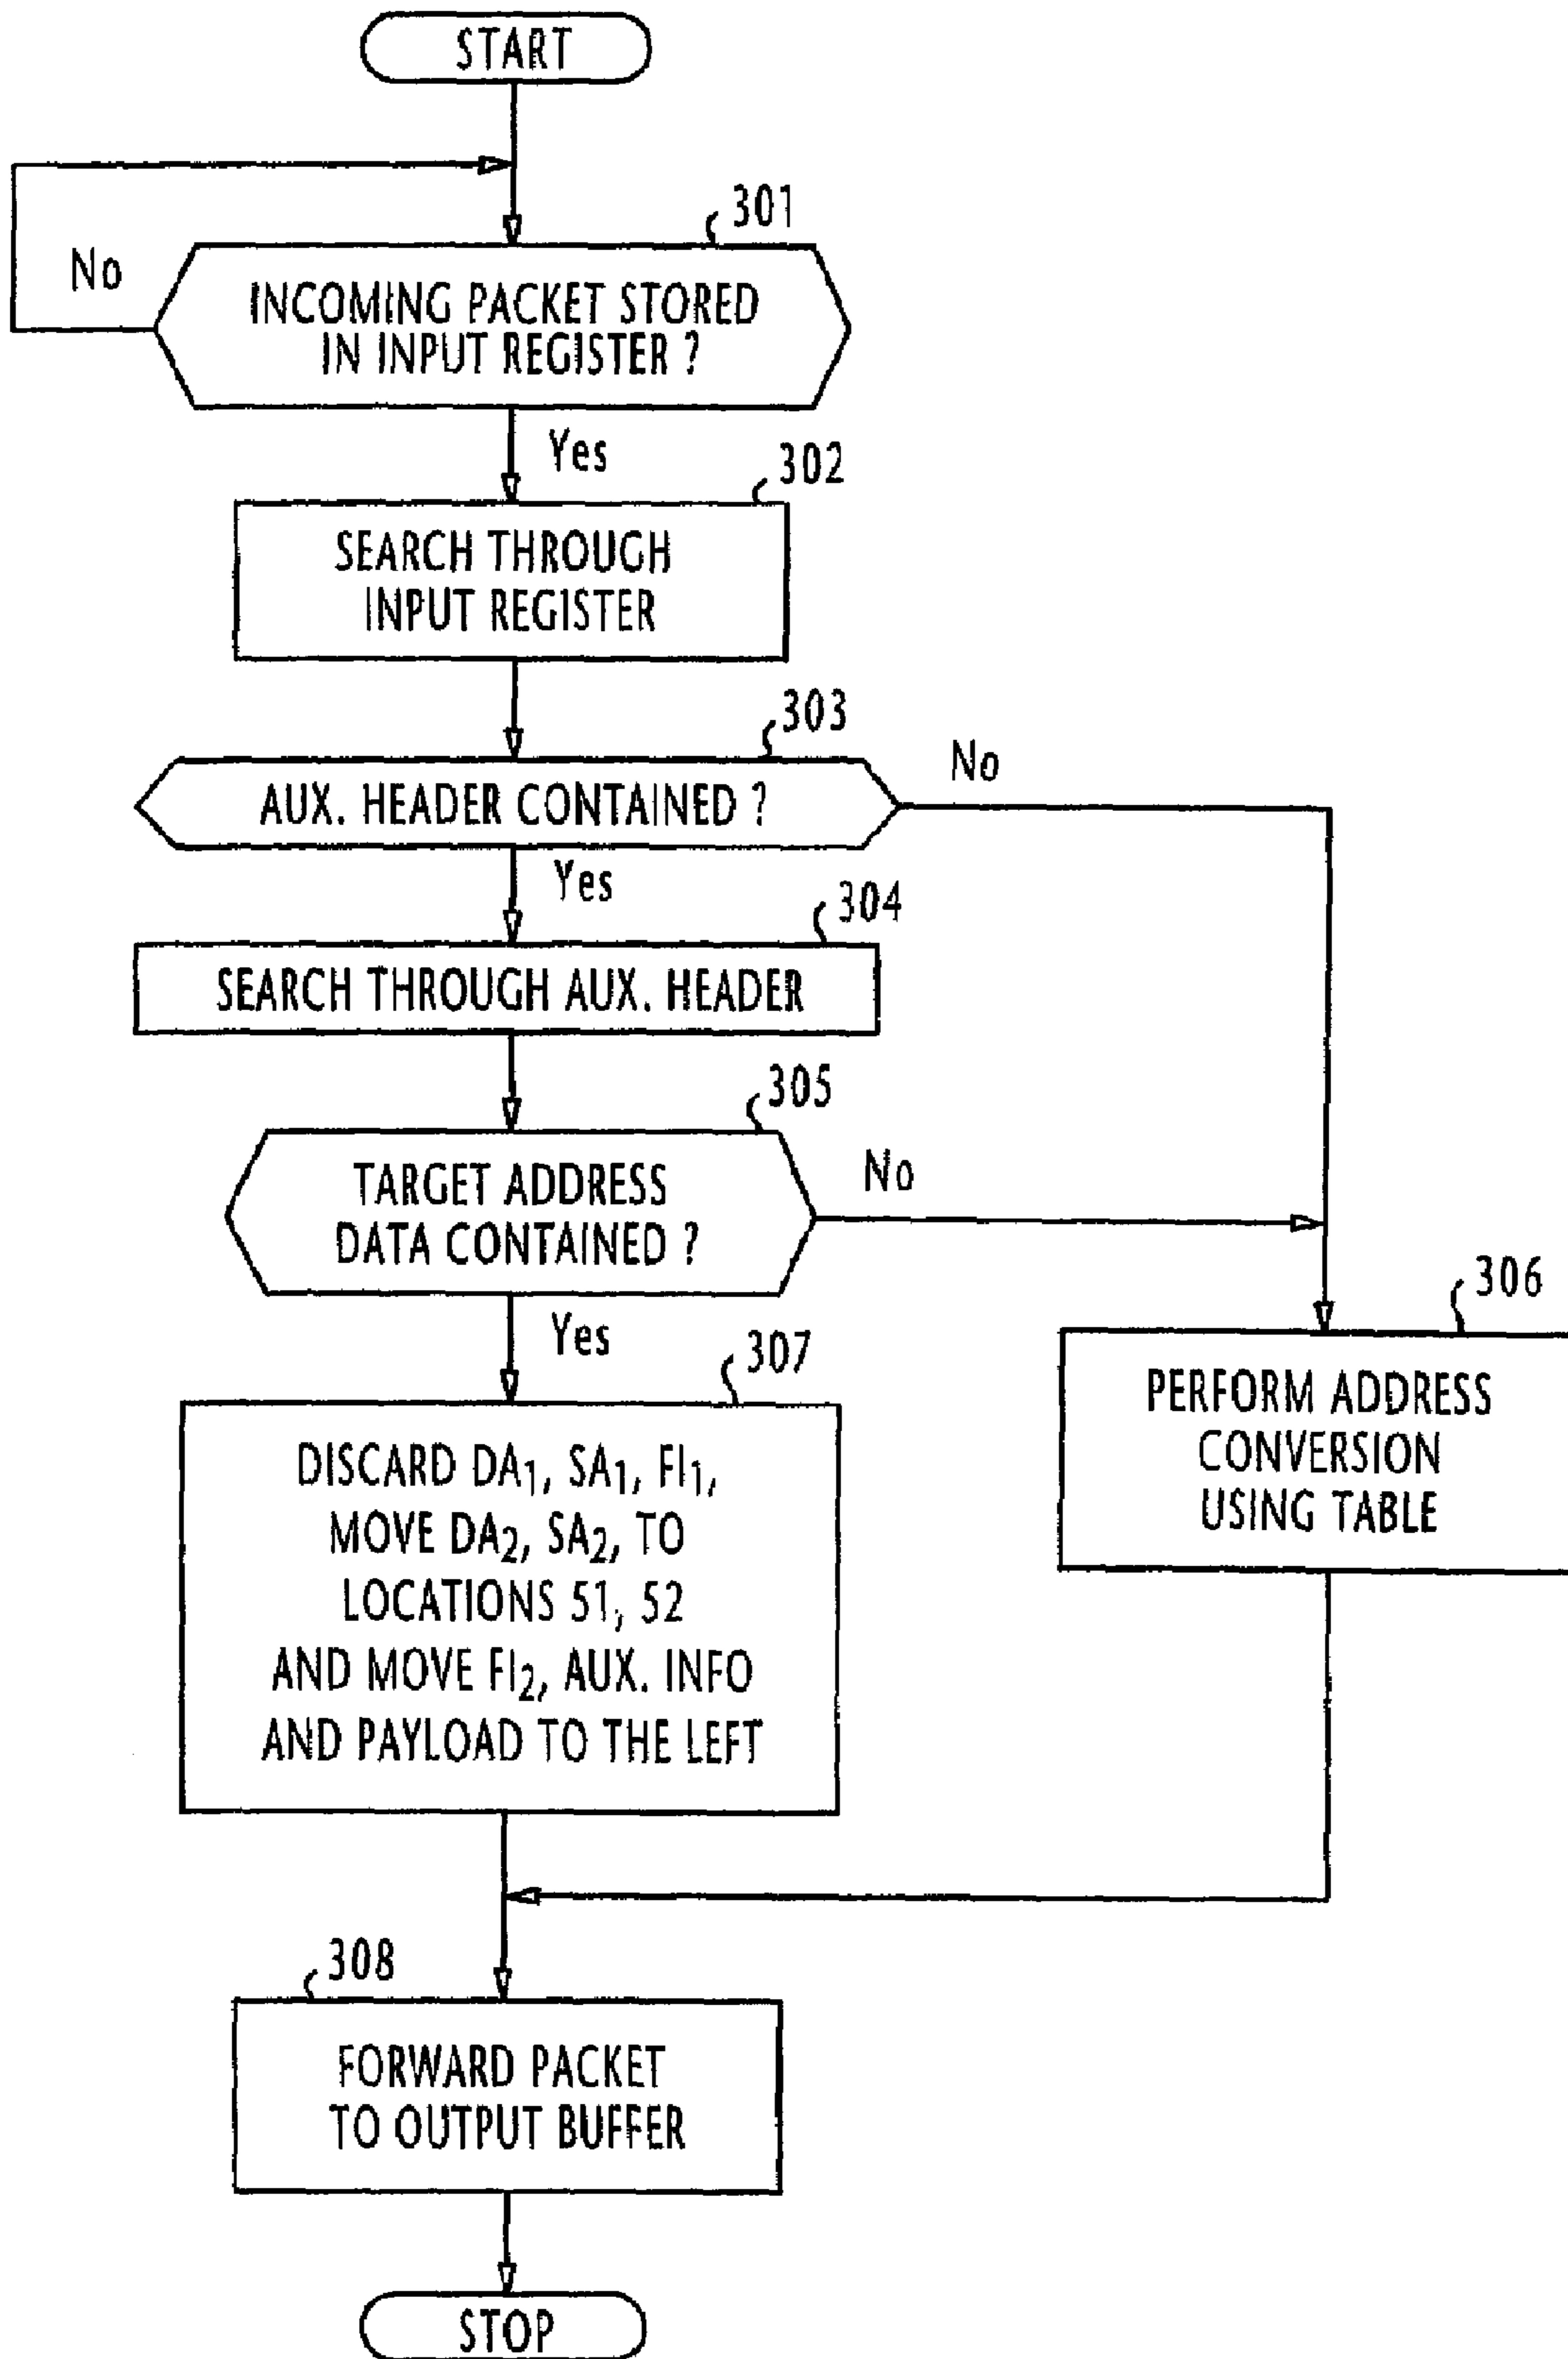 START
301
No
INCOMING PACKET STORED
IN INPUT REGISTER ?
Yes
302
SEARCH THROUGH
INPUT REGISTER
303
No
AUX. HEADER CONTAINED ?
Yes
304
SEARCH THROUGH AUX. HEADER
305
No
TARGET ADDRESS
DATA CONTAINED ?
306
Yes
307
PERFORM ADDRESS
CONVERSION
USING TABLE
DISCARD DA₁, SA₁, FI₁,
MOVE DA₂, SA₂, TO
LOCATIONS 51, 52
AND MOVE FI₂, AUX. INFO
AND PAYLOAD TO THE LEFT
308
FORWARD PACKET
TO OUTPUT BUFFER
STOP